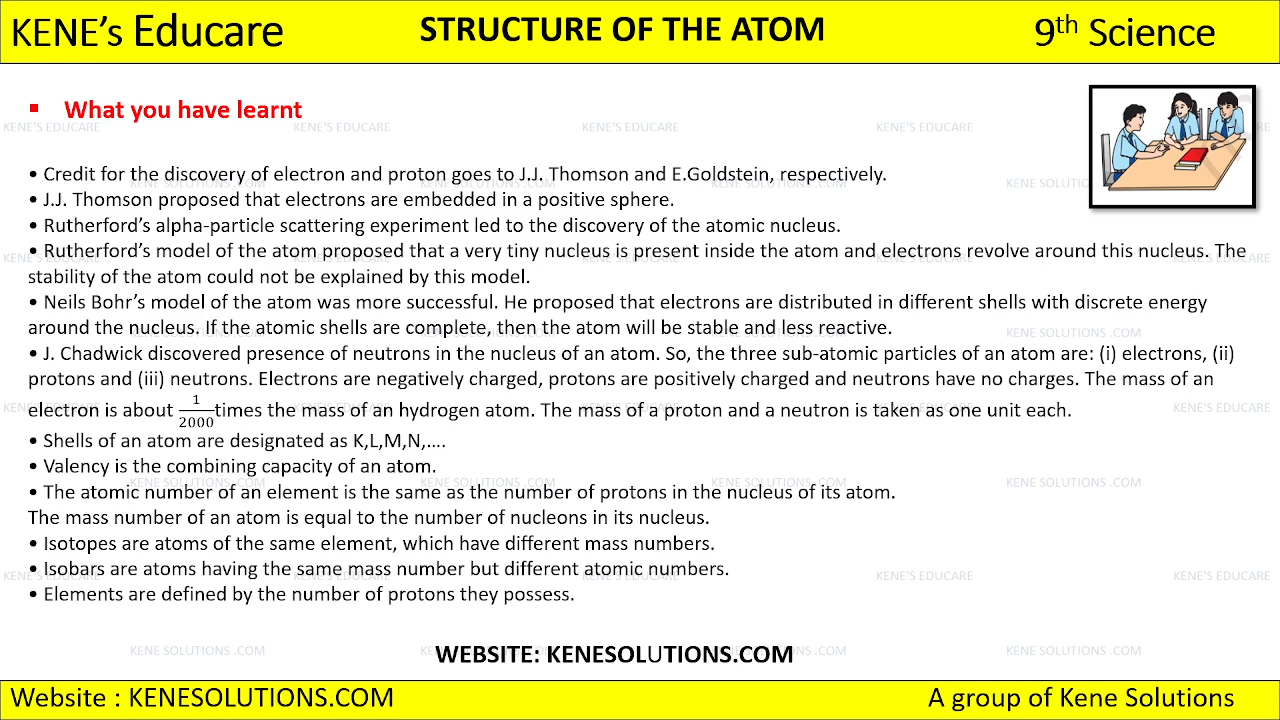 KENE's Educare
STRUCTURE OF THE ATOM
9th Science
▪ What you have learnt
• Credit for the discovery of electron and proton goes to J.J. Thomson and E.Goldstein, respectively.
• J.J. Thomson proposed that electrons are embedded in a positive sphere.
• Rutherford's alpha-particle scattering experiment led to the discovery of the atomic nucleus.
• Rutherford's model of the atom proposed that a very tiny nucleus is present inside the atom and electrons revolve around this nucleus. The
stability of the atom could not be explained by this model.
• Neils Bohr's model of the atom was more successful. He proposed that electrons are distributed in different shells with discrete energy
around the nucleus. If the atomic shells are complete, then the atom will be stable and less reactive.
• J. Chadwick discovered presence of neutrons in the nucleus of an atom. So, the three sub-atomic particles of an atom are: (i) electrons, (ii)
protons and (iii) neutrons. Electrons are negatively charged, protons are positively charged and neutrons have no charges. The mass of an
electron is about 1/2000 times the mass of an hydrogen atom. The mass of a proton and a neutron is taken as one unit each.
• Shells of an atom are designated as K,L,M,N,....
• Valency is the combining capacity of an atom.
• The atomic number of an element is the same as the number of protons in the nucleus of its atom.
The mass number of an atom is equal to the number of nucleons in its nucleus.
• Isotopes are atoms of the same element, which have different mass numbers.
• Isobars are atoms having the same mass number but different atomic numbers.
• Elements are defined by the number of protons they possess.
WEBSITE: KENESOLUTIONS.COM
Website : KENESOLUTIONS.COM
A group of Kene Solutions